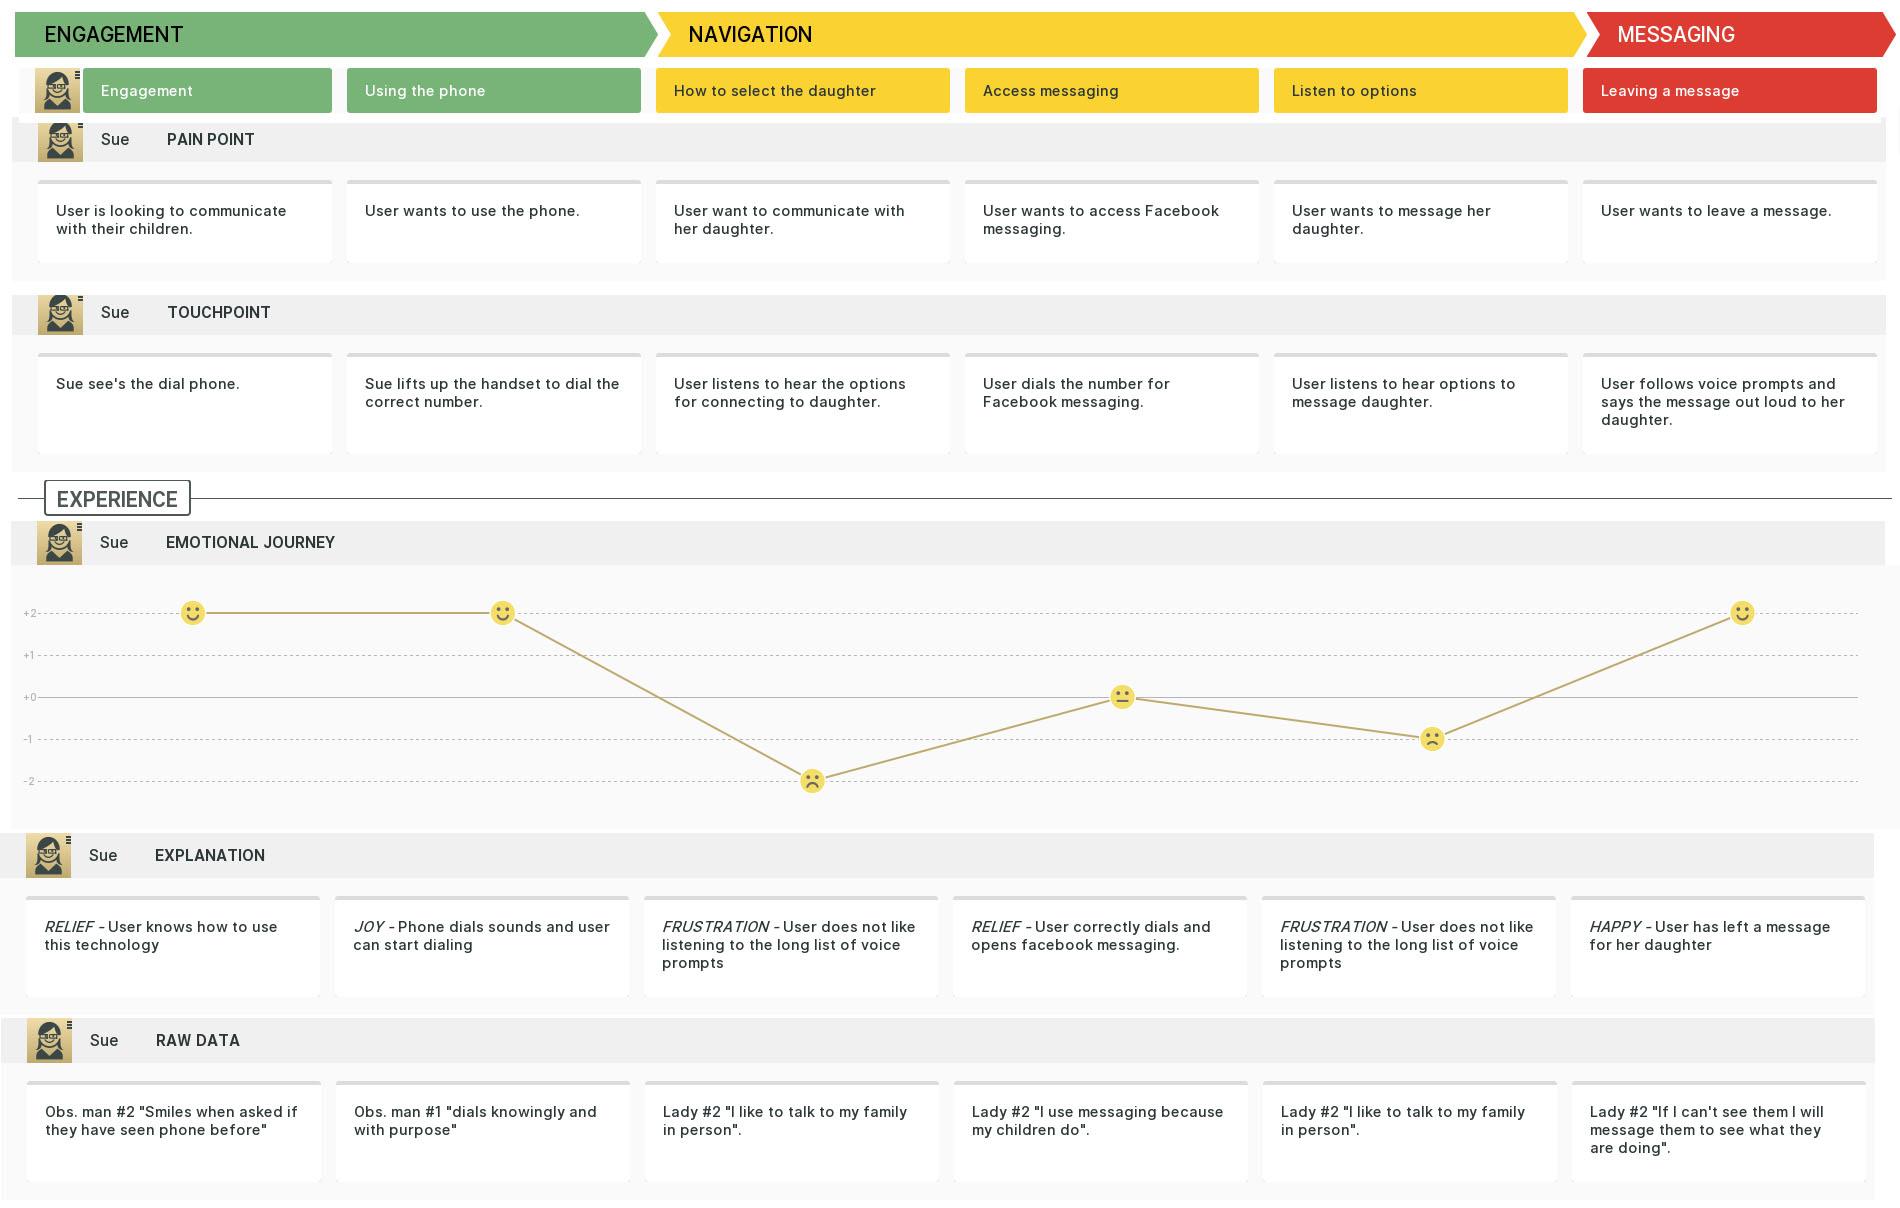 ENGAGEMENT
NAVIGATION
MESSAGING
Engagement
Using the phone
How to select the daughter
Access messaging
Listen to options
Leaving a message
Sue
PAIN POINT
User is looking to communicate
with their children.
User wants to use the phone.
User want to communicate with
her daughter.
User wants to access Facebook
messaging.
User wants to message her
daughter.
User wants to leave a message.
Sue
TOUCHPOINT
Sue see's the dial phone.
Sue lifts up the handset to dial the
correct number.
User listens to hear the options
for connecting to daughter.
User dials the number for
Facebook messaging.
User listens to hear options to
message daughter.
User follows voice prompts and
says the message out loud to her
daughter.
EXPERIENCE
Sue
EMOTIONAL JOURNEY
+2
+1
+0
-1
-2
Sue
EXPLANATION
RELIEF - User knows how to use
this technology
JOY - Phone dials sounds and user
can start dialing
FRUSTRATION - User does not like
listening to the long list of voice
prompts
RELIEF - User correctly dials and
opens facebook messaging.
FRUSTRATION - User does not like
listening to the long list of voice
prompts
HAPPY - User has left a message
for her daughter
Sue
RAW DATA
Obs. man #2 "Smiles when asked if
they have seen phone before"
Obs. man #1 "dials knowingly and
with purpose"
Lady #2 "I like to talk to my family
in person".
Lady #2 "I use messaging because
my children do".
Lady #2 "I like to talk to my family
in person".
Lady #2 "If I can't see them I will
message them to see what they
are doing".